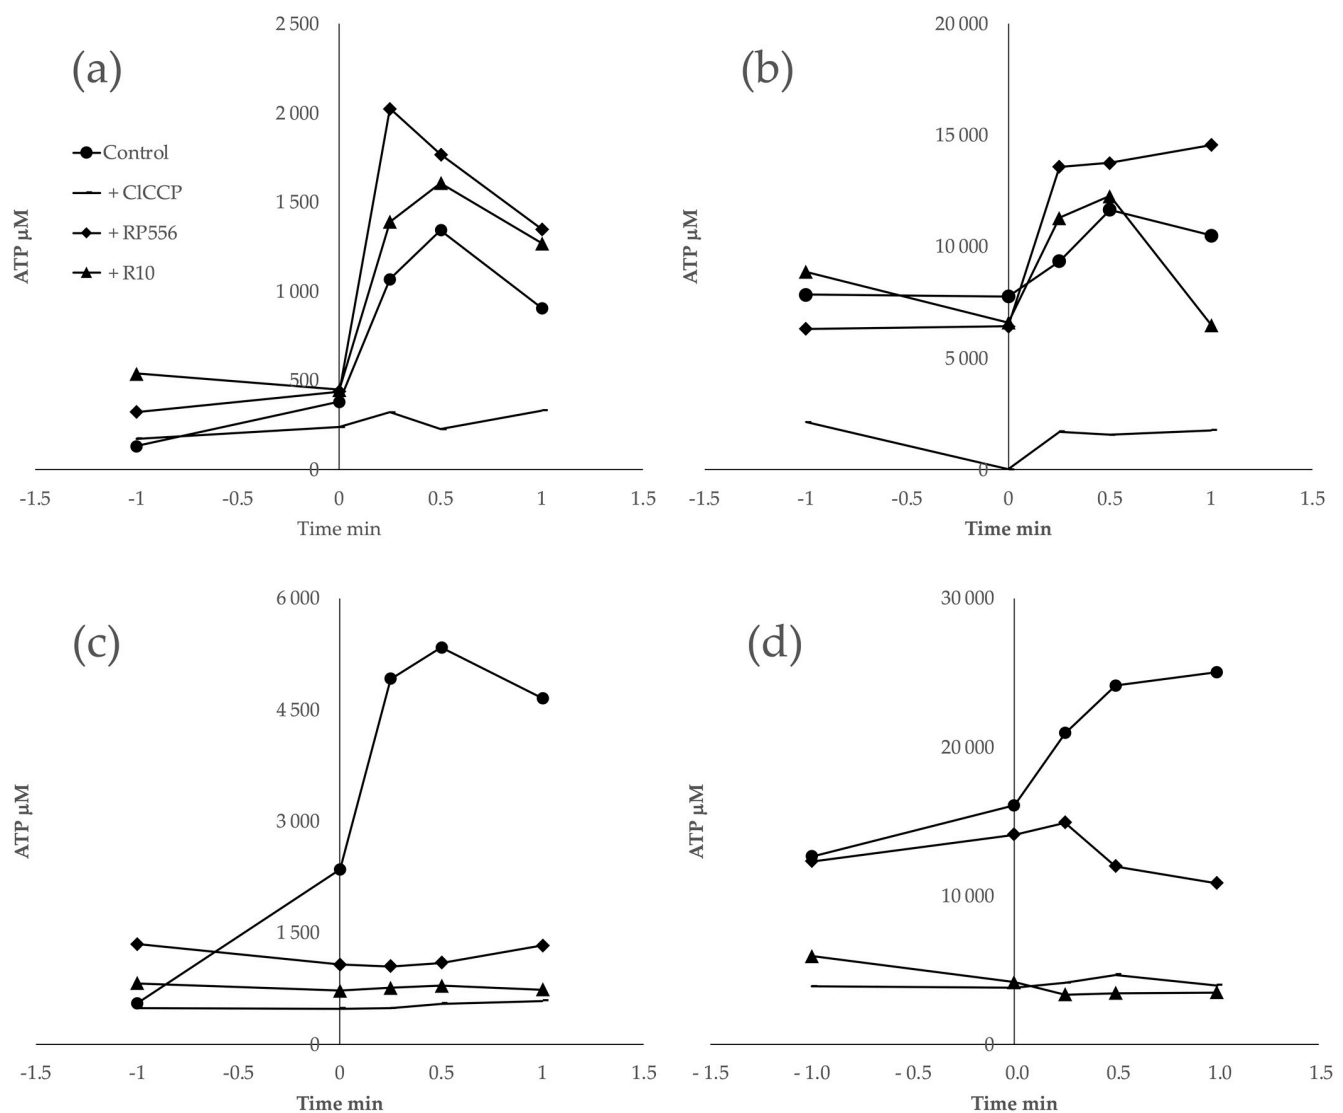 (a)
2 500
2 000
1 500
1 000
500
0
ATP µM
Control
+ ClCCP
+ RP556
+ R10
-1.5 -1 -0.5 0 0.5 1 1.5
Time min
(b)
20 000
15 000
10 000
5 000
0
ATP µM
-1.5 -1 -0.5 0 0.5 1 1.5
Time min
(c)
6 000
4 500
3 000
1 500
0
ATP µM
-1.5 -1 -0.5 0 0.5 1 1.5
Time min
(d)
30 000
20 000
10 000
0
ATP µM
- 1.5 - 1.0 - 0.5 0.0 0.5 1.0 1.5
Time min